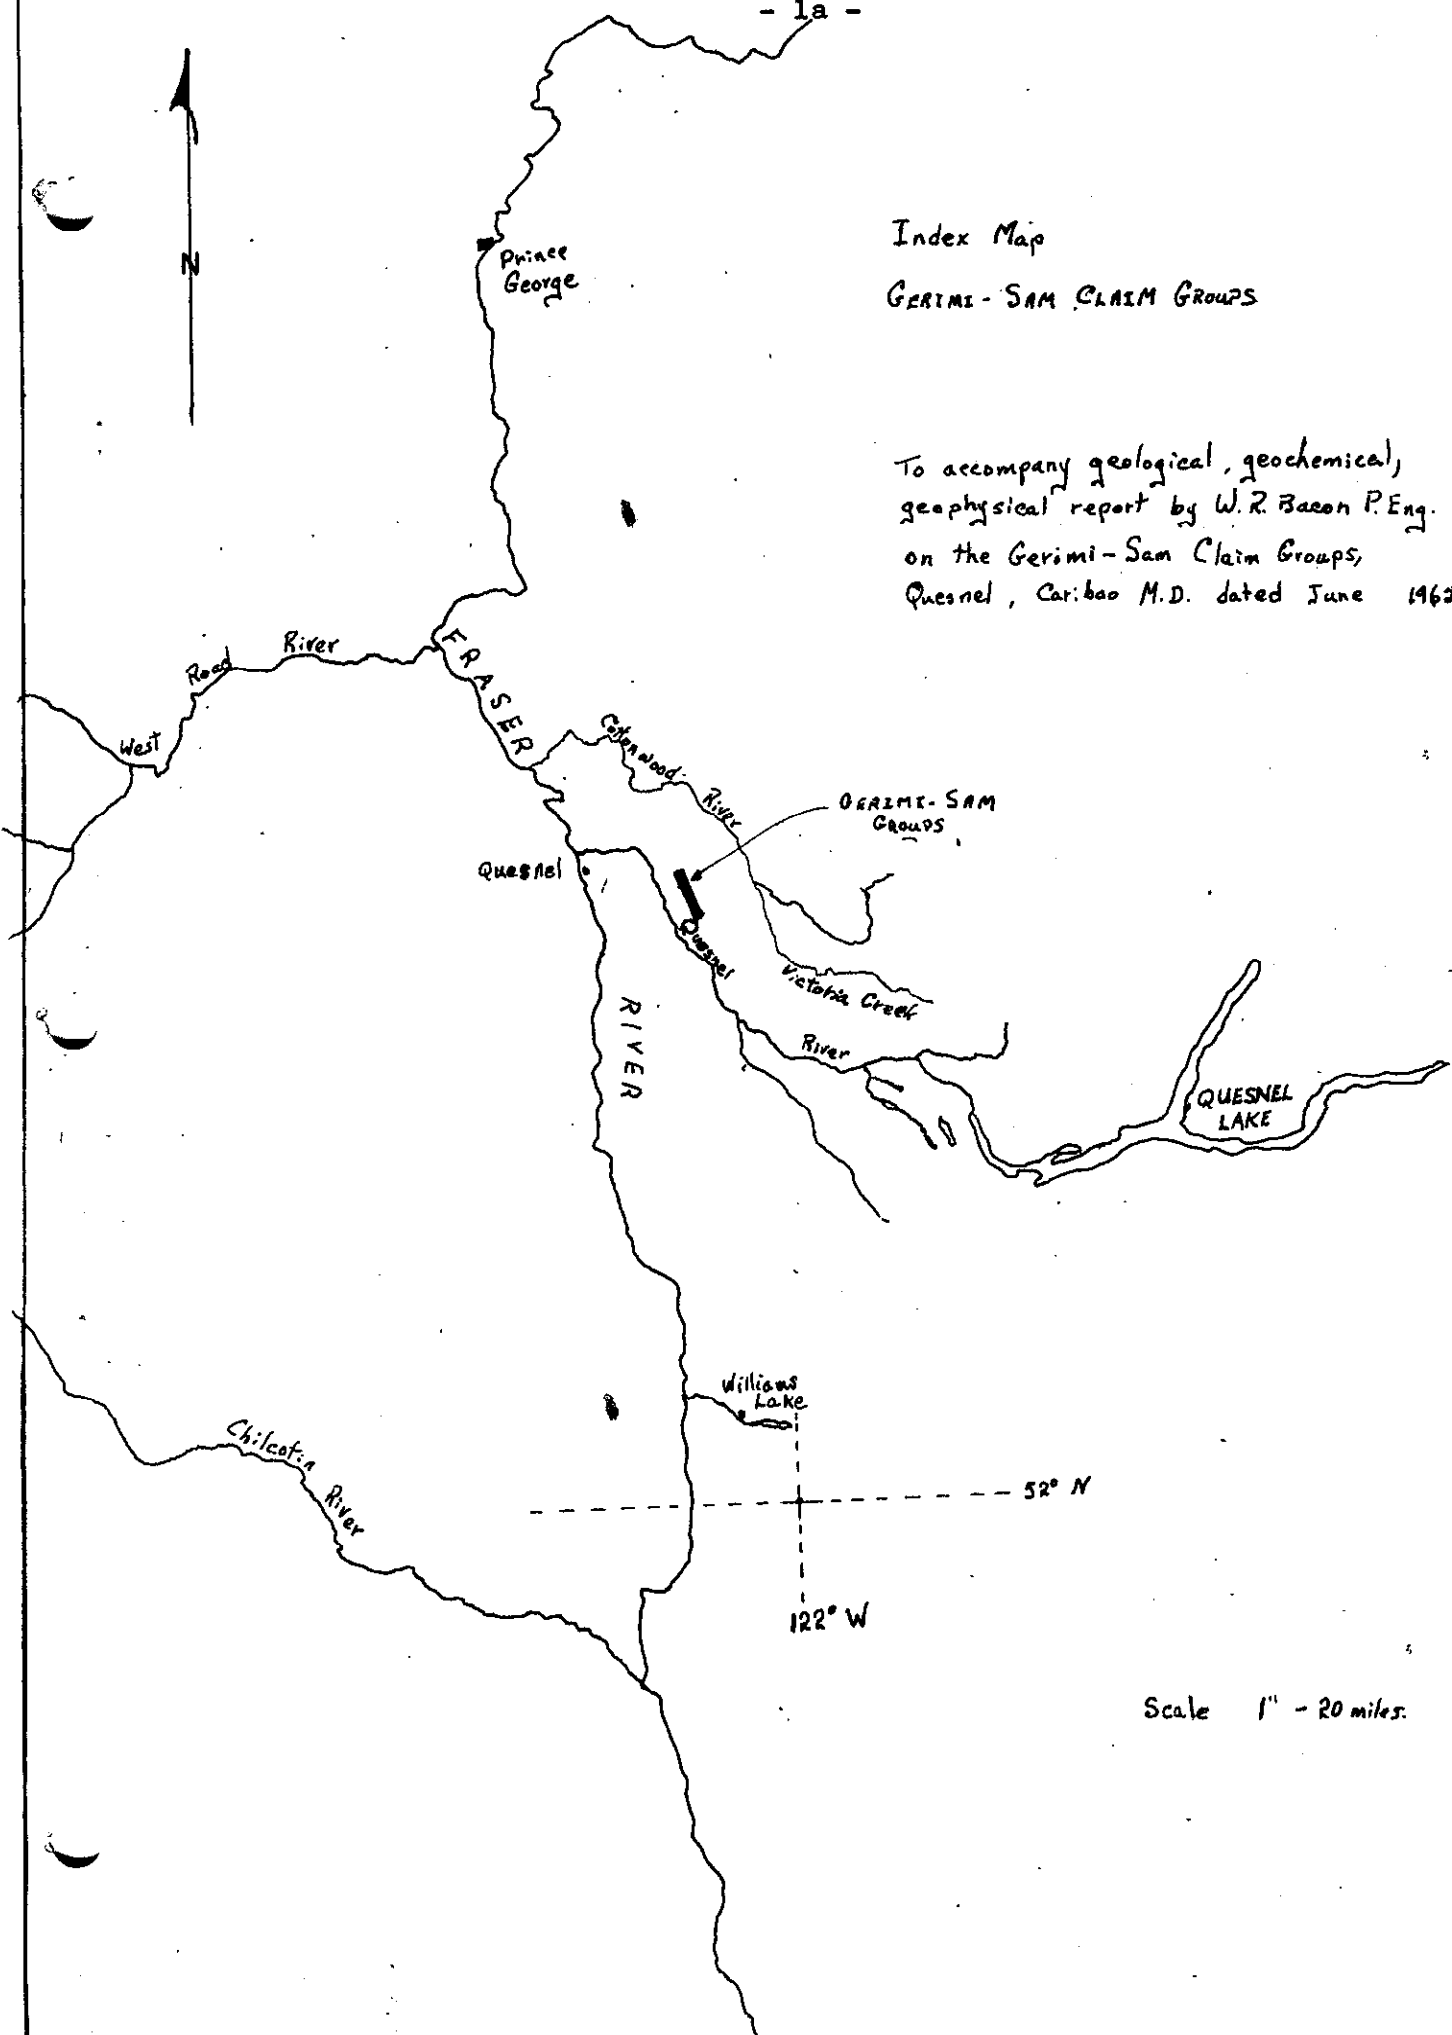 - 1a -
N
Prince
George
Index Map
GERIMI - SAM CLAIM GROUPS
To accompany geological, geochemical,
geophysical report by W.R. Bacon P. Eng.
on the Gerimi - Sam Claim Groups,
Quesnel, Cariboo M.D. dated June
West Road River
FRASER
Cottonwood River
GERIMI - SAM
GROUPS
Quesnel
Quesnel
Victoria Creek
RIVER
River
QUESNEL
LAKE
Williams
Lake
Chilcotin
River
52° N
122° W
Scale 1" - 20 miles.